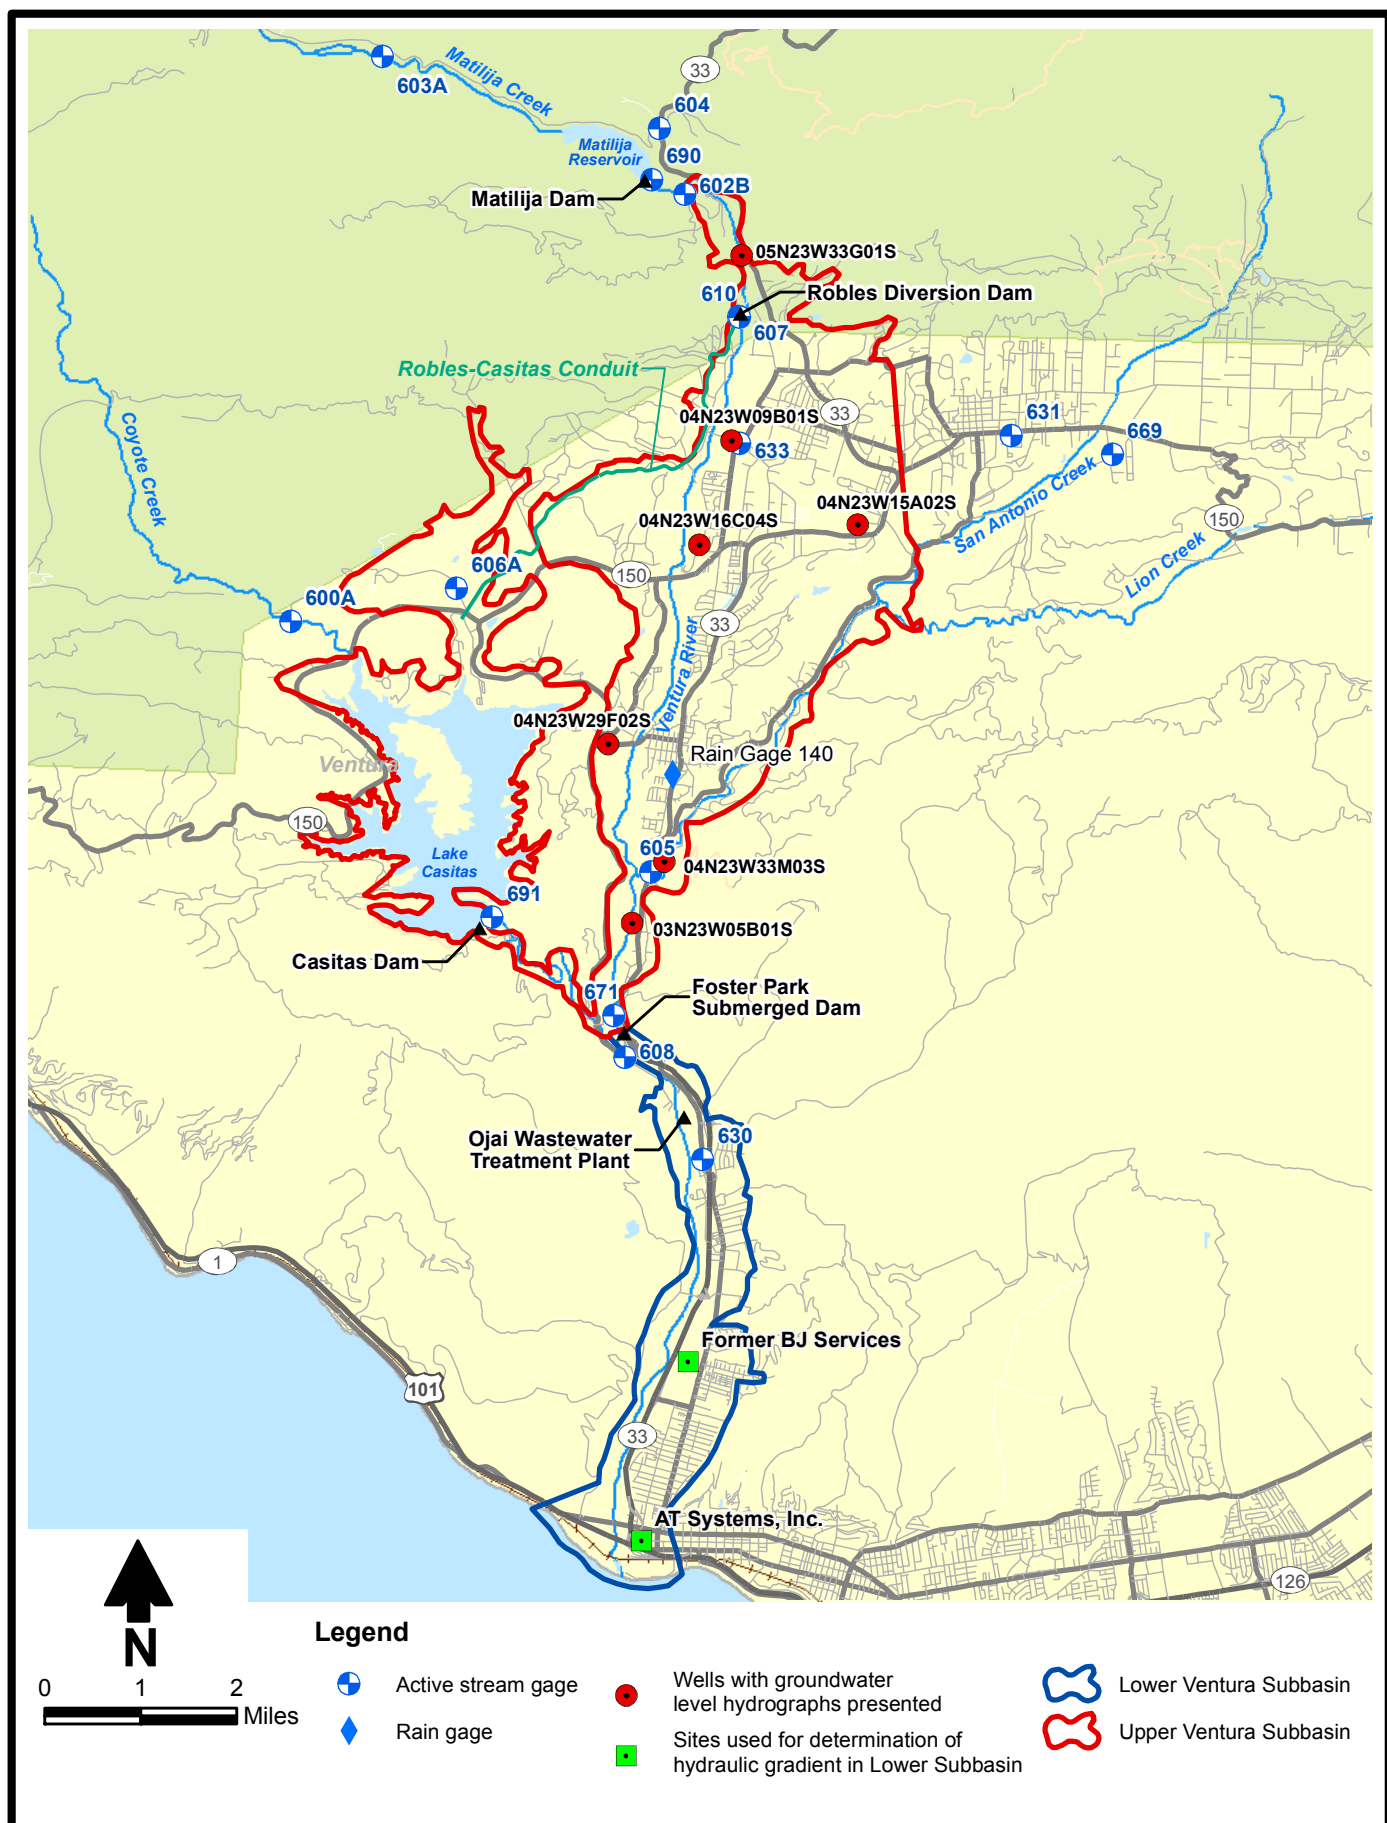 Matilija Creek
603A
33
604
Matilija
Reservoir
690
602B
Matilija Dam
05N23W33G01S
610
Robles Diversion Dam
607
Robles-Casitas Conduit
04N23W09B01S
33
633
631
669
Coyote Creek
04N23W15A02S
04N23W16C04S
San Antonio Creek
150
Lion Creek
606A
150
600A
33
Ventura River
04N23W29F02S
Rain Gage 140
Ventura
150
Lake
Casitas
605
04N23W33M03S
691
03N23W05B01S
Casitas Dam
671
Foster Park
Submerged Dam
608
Ojai Wastewater
Treatment Plant
630
1
Former BJ Services
101
33
AT Systems, Inc.
126
N
0 1 2
Miles
Legend
Active stream gage
Rain gage
Wells with groundwater
level hydrographs presented
Sites used for determination of
hydraulic gradient in Lower Subbasin
Lower Ventura Subbasin
Upper Ventura Subbasin